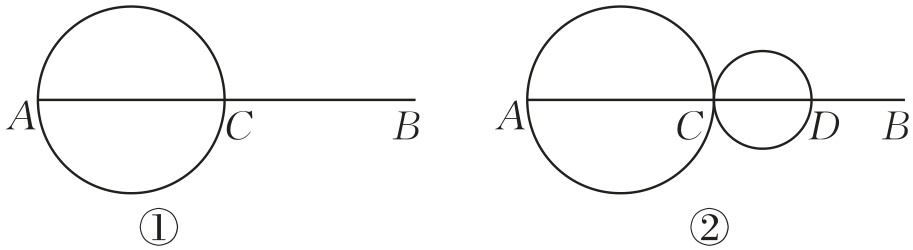 A C B
A C D B
① ②